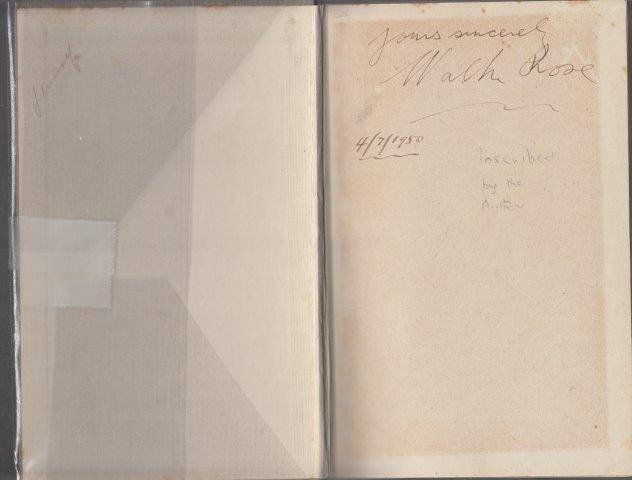 yours sincerely
Walter Rose
4/7/1950
Inscribed
by the
Author